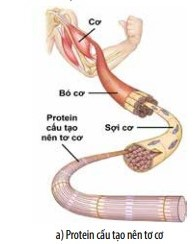 Cơ
Bó cơ
Protein
cấu tạo
nên tơ cơ
Sợi cơ
a) Protein cấu tạo nên tơ cơ